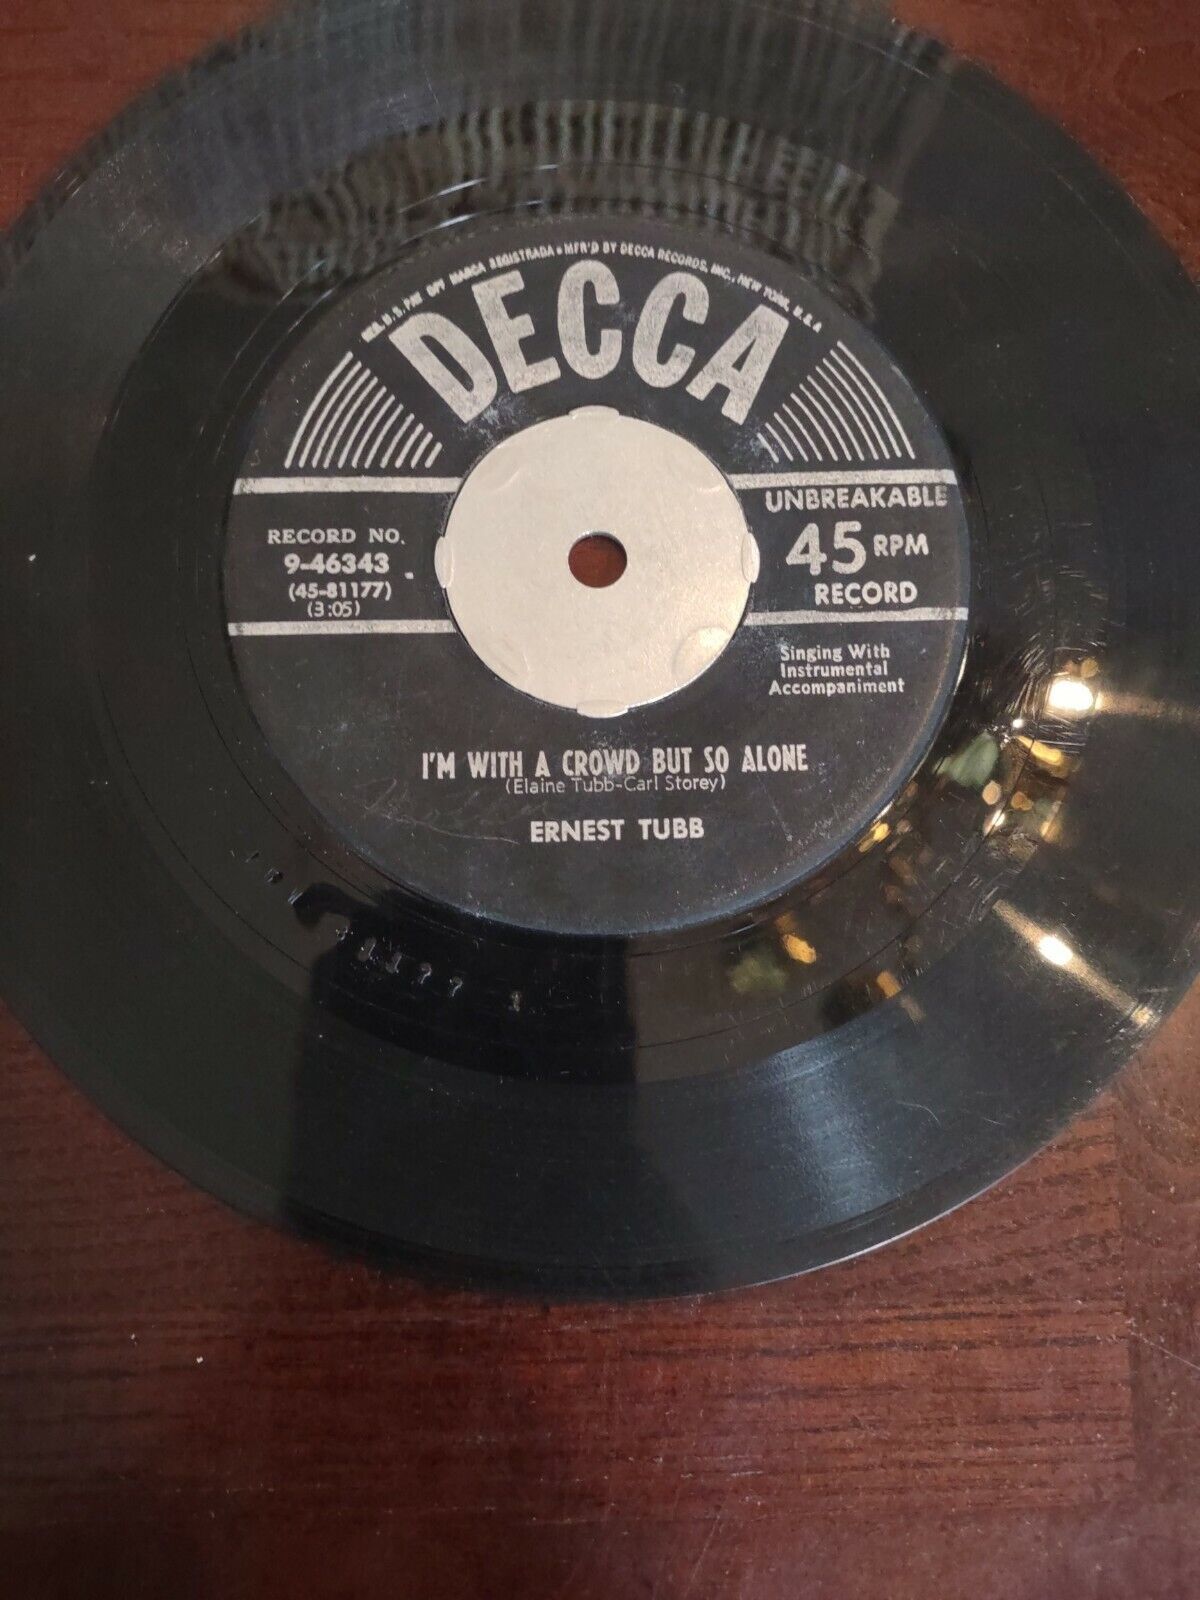 REG. U.S. PAT OFF MARCA REGISTRADA • MFR'D BY DECCA RECORDS, INC., NEW YORK, U.S.A
DECCA
RECORD NO.
9-46343
(45-81177)
(3:05)
UNBREAKABLE
45 RPM
RECORD
Singing With
Instrumental
Accompaniment
I'M WITH A CROWD BUT SO ALONE
(Elaine Tubb-Carl Storey)
ERNEST TUBB
81177 1